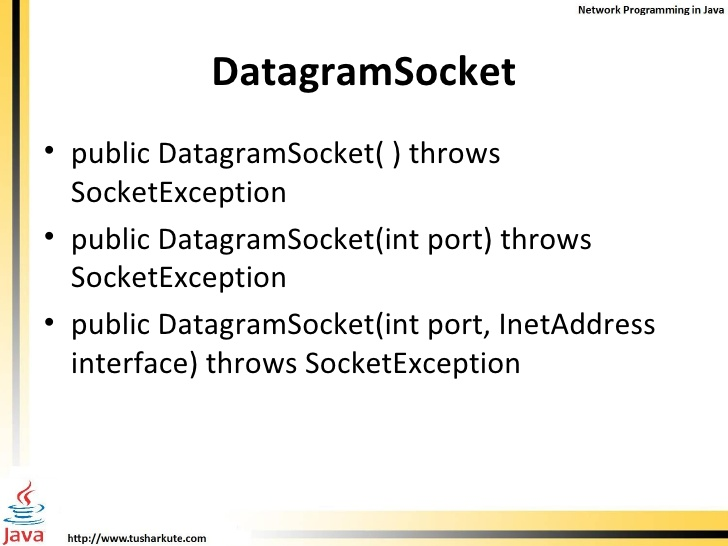 Network Programming in Java
DatagramSocket
• public DatagramSocket( ) throws
SocketException
• public DatagramSocket(int port) throws
SocketException
• public DatagramSocket(int port, InetAddress
interface) throws SocketException
Java
http://www.tusharkute.com